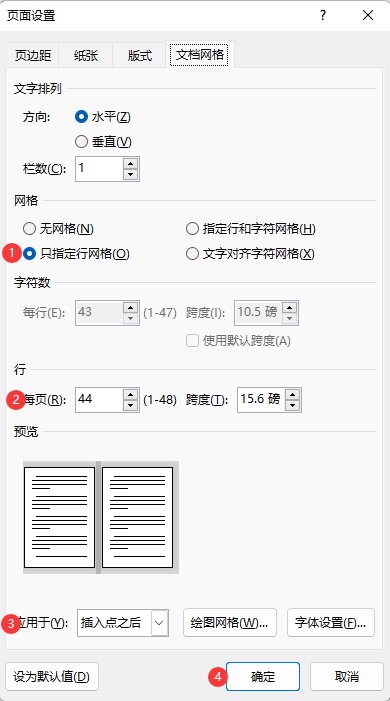 页面设置 ? ×
页边距 纸张 版式 文档网格
文字排列
方向: 水平(Z)
垂直(V)
栏数(C): 1
网格
无网格(N) 指定行和字符网格(H)
1 只指定行网格(O) 文字对齐字符网格(X)
字符数
每行(E): 43 (1-47) 跨度(I): 10.5 磅
使用默认跨度(A)
行
2 每页(R): 44 (1-48) 跨度(T): 15.6 磅
预览
3 应用于(Y): 插入点之后 绘图网格(W)... 字体设置(F)...
设为默认值(D) 4 确定 取消